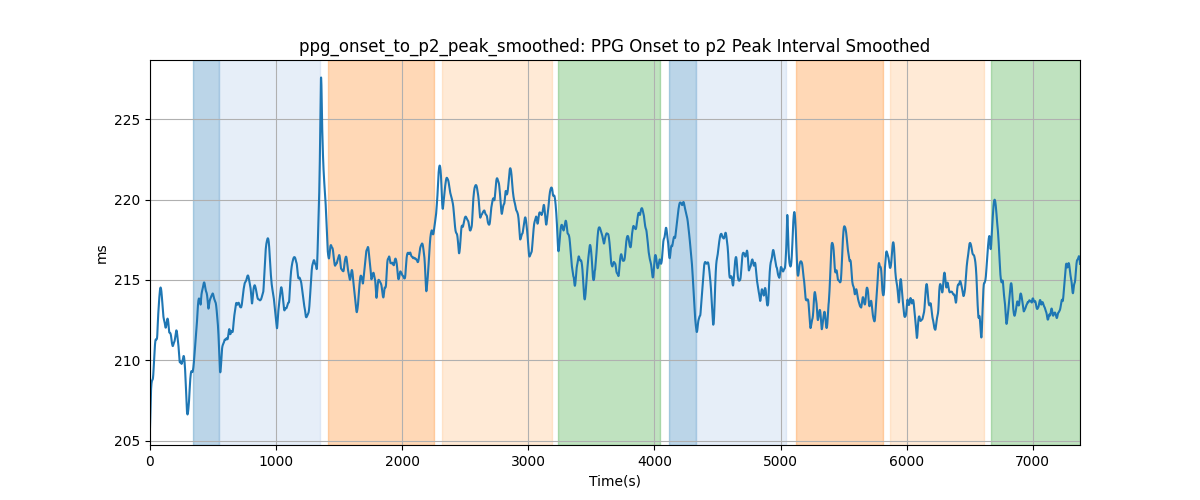 ppg_onset_to_p2_peak_smoothed: PPG Onset to p2 Peak Interval Smoothed
225
220
215
210
205
ms
0 1000 2000 3000 4000 5000 6000 7000
Time(s)